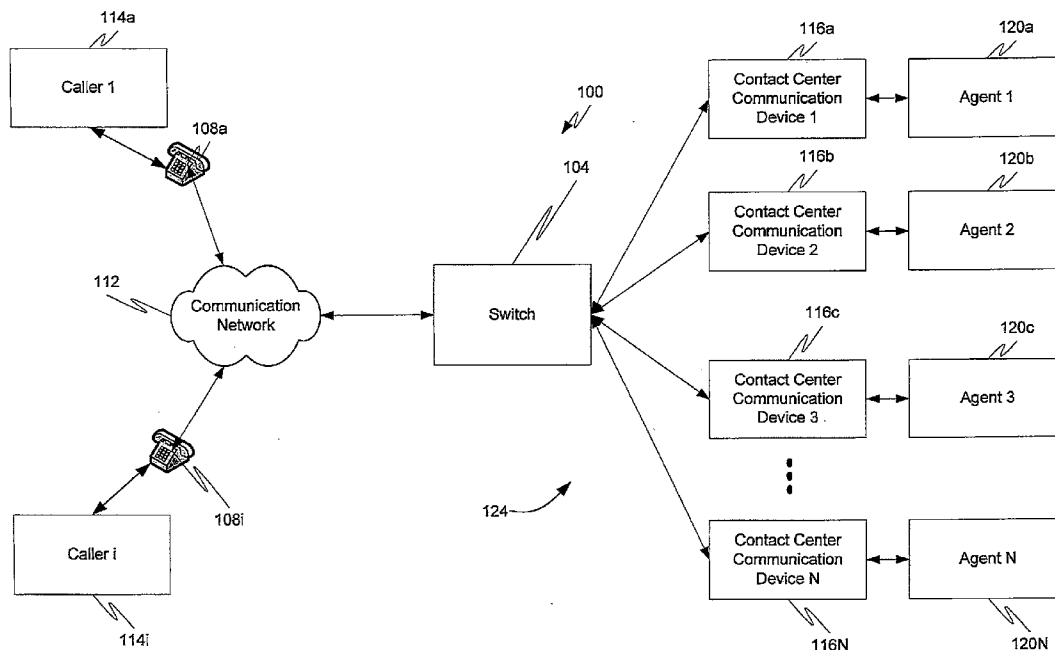 114a
Caller 1
108a
112
Communication
Network
108i
Caller i
114i
100
104
Switch
124
116a
Contact Center
Communication
Device 1
120a
Agent 1
116b
Contact Center
Communication
Device 2
120b
Agent 2
116c
Contact Center
Communication
Device 3
120c
Agent 3
Contact Center
Communication
Device N
116N
Agent N
120N